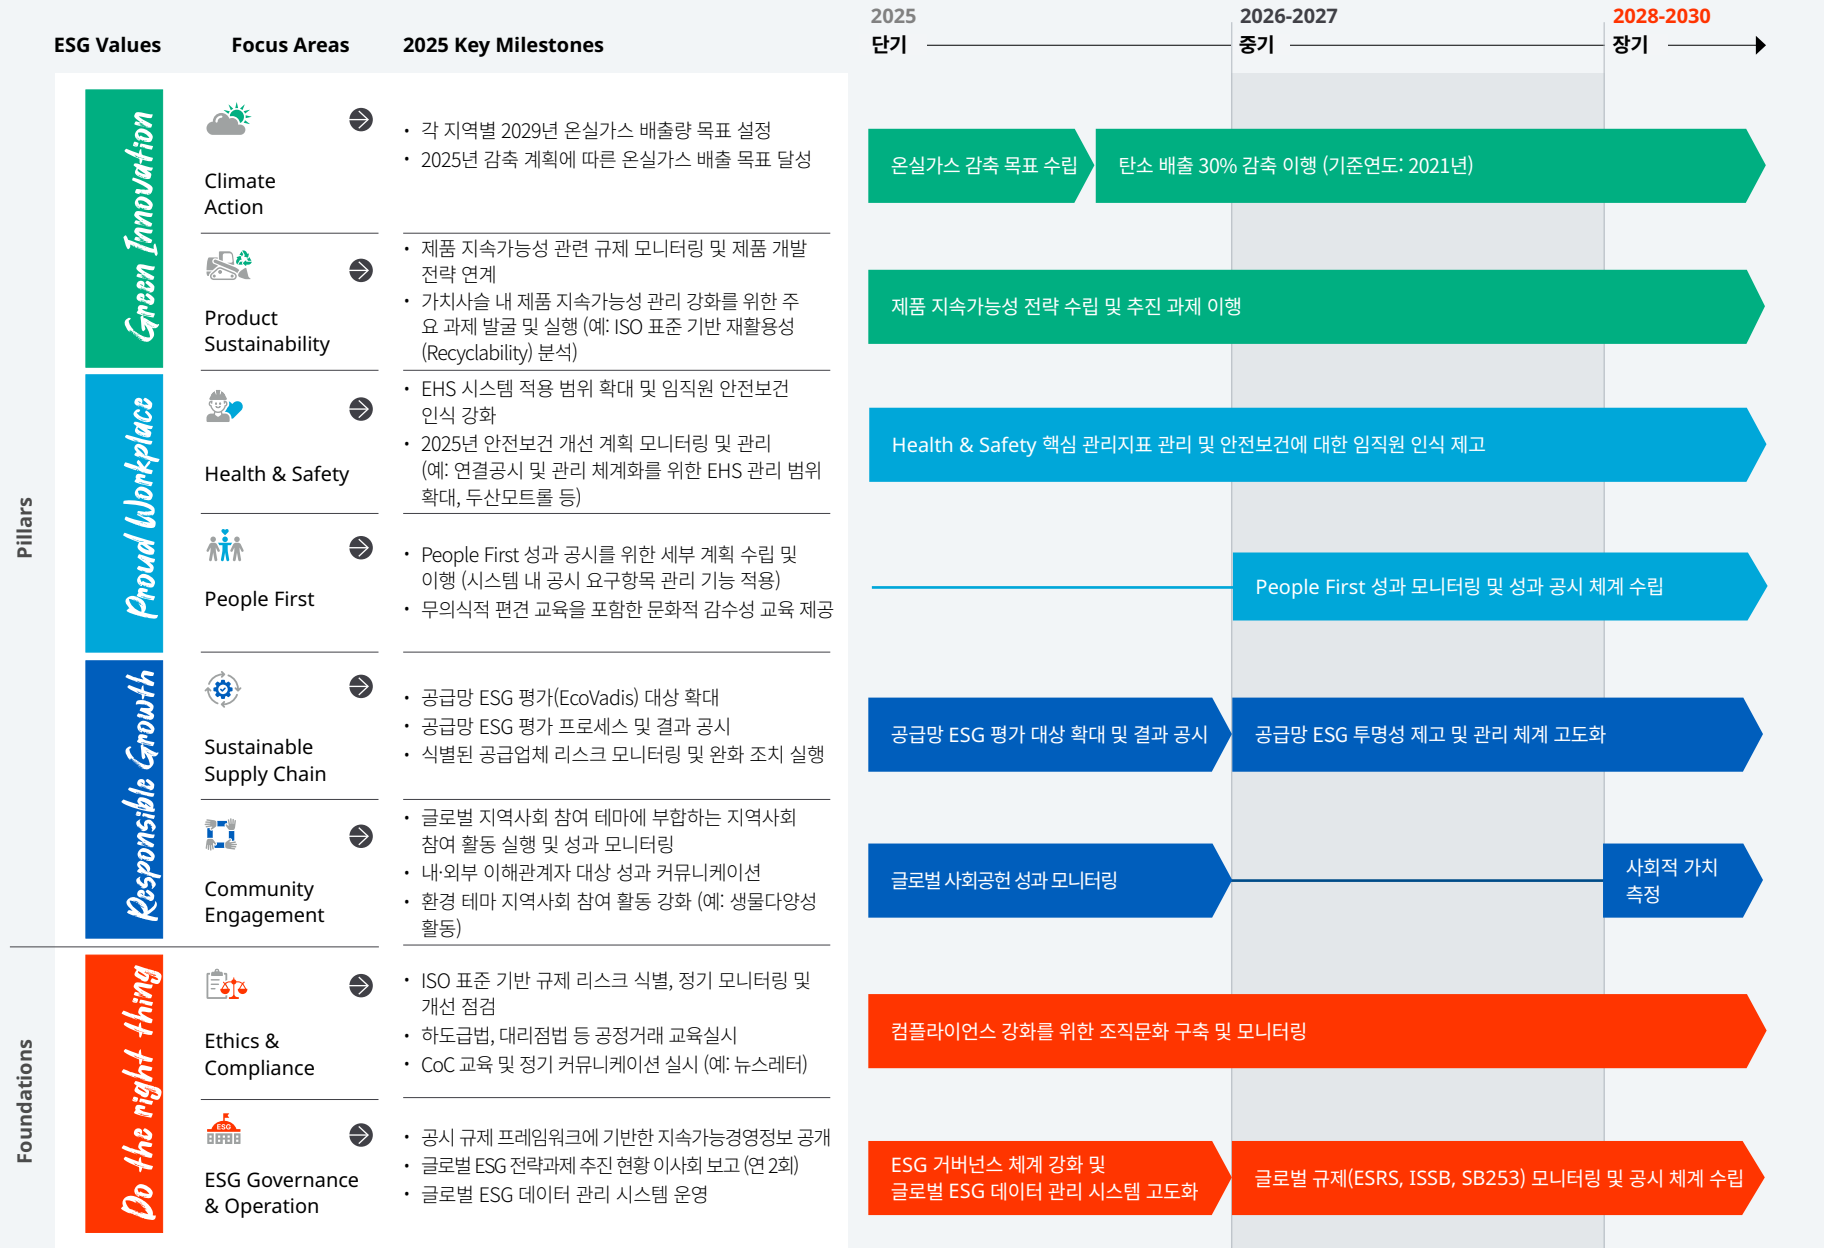 ESG Values
Focus Areas
2025 Key Milestones
2025
단기
2026-2027
중기
2028-2030
장기
Pillars
Green Innovation
Climate
Action
• 각 지역별 2029년 온실가스 배출량 목표 설정
• 2025년 감축 계획에 따른 온실가스 배출 목표 달성
온실가스 감축 목표 수립
탄소 배출 30% 감축 이행 (기준연도: 2021년)
Product
Sustainability
• 제품 지속가능성 관련 규제 모니터링 및 제품 개발
전략 연계
• 가치사슬 내 제품 지속가능성 관리 강화를 위한 주
요 과제 발굴 및 실행 (예: ISO 표준 기반 재활용성
(Recyclability) 분석)
제품 지속가능성 전략 수립 및 추진 과제 이행
Proud Workplace
Health & Safety
• EHS 시스템 적용 범위 확대 및 임직원 안전보건
인식 강화
• 2025년 안전보건 개선 계획 모니터링 및 관리
(예: 연결공시 및 관리 체계화를 위한 EHS 관리 범위
확대, 두산모트롤 등)
Health & Safety 핵심 관리지표 관리 및 안전보건에 대한 임직원 인식 제고
People First
• People First 성과 공시를 위한 세부 계획 수립 및
이행 (시스템 내 공시 요구항목 관리 기능 적용)
• 무의식적 편견 교육을 포함한 문화적 감수성 교육 제공
People First 성과 모니터링 및 성과 공시 체계 수립
Responsible Growth
Sustainable
Supply Chain
• 공급망 ESG 평가(EcoVadis) 대상 확대
• 공급망 ESG 평가 프로세스 및 결과 공시
• 식별된 공급업체 리스크 모니터링 및 완화 조치 실행
공급망 ESG 평가 대상 확대 및 결과 공시
공급망 ESG 투명성 제고 및 관리 체계 고도화
Community
Engagement
• 글로벌 지역사회 참여 테마에 부합하는 지역사회
참여 활동 실행 및 성과 모니터링
• 내·외부 이해관계자 대상 성과 커뮤니케이션
• 환경 테마 지역사회 참여 활동 강화 (예: 생물다양성
활동)
글로벌 사회공헌 성과 모니터링
사회적 가치
측정
Foundations
Do the right thing
Ethics &
Compliance
• ISO 표준 기반 규제 리스크 식별, 정기 모니터링 및
개선 점검
• 하도급법, 대리점법 등 공정거래 교육실시
• CoC 교육 및 정기 커뮤니케이션 실시 (예: 뉴스레터)
컴플라이언스 강화를 위한 조직문화 구축 및 모니터링
ESG
ESG Governance
& Operation
• 공시 규제 프레임워크에 기반한 지속가능경영정보 공개
• 글로벌 ESG 전략과제 추진 현황 이사회 보고 (연 2회)
• 글로벌 ESG 데이터 관리 시스템 운영
ESG 거버넌스 체계 강화 및
글로벌 ESG 데이터 관리 시스템 고도화
글로벌 규제(ESRS, ISSB, SB253) 모니터링 및 공시 체계 수립